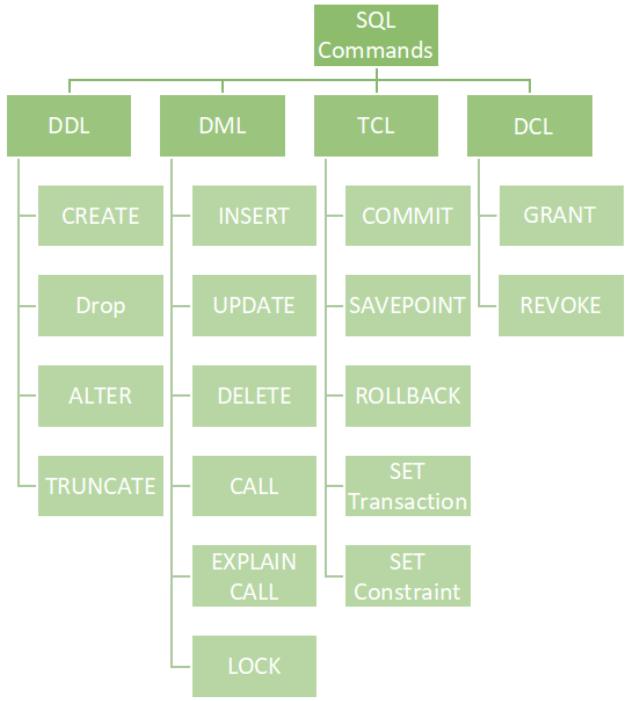 SQL
Commands
DDL
DML
TCL
DCL
CREATE
INSERT
COMMIT
GRANT
Drop
UPDATE
SAVEPOINT
REVOKE
ALTER
DELETE
ROLLBACK
TRUNCATE
CALL
SET
Transaction
EXPLAIN
CALL
SET
Constraint
LOCK